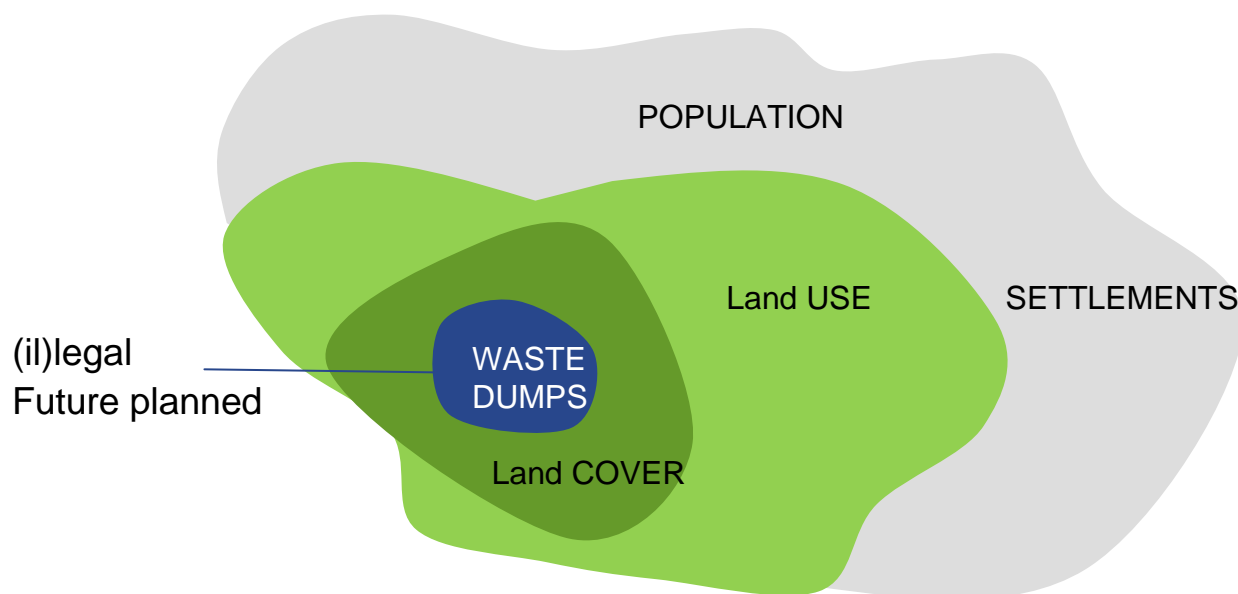 POPULATION
Land USE
SETTLEMENTS
(il)legal
Future planned
WASTE
DUMPS
Land COVER